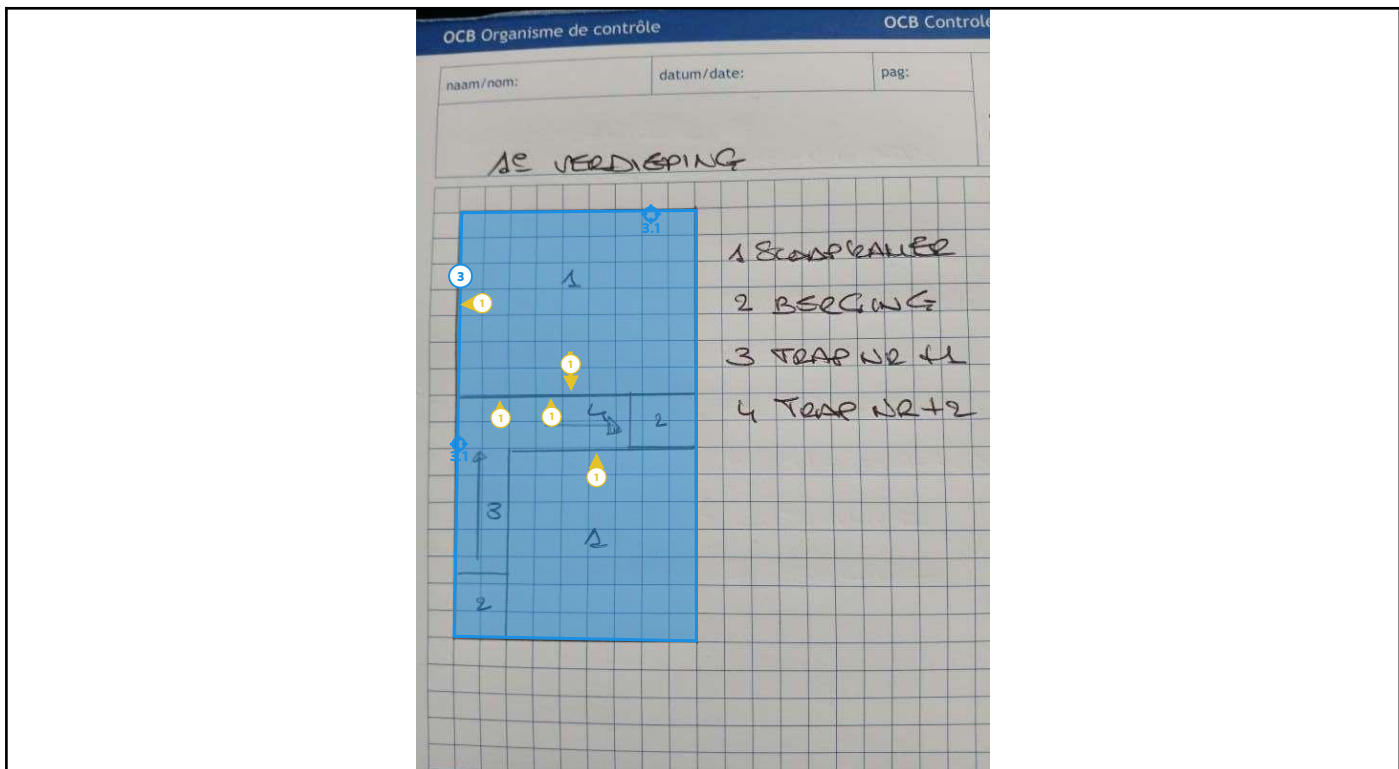 OCB Organisme de contrôle OCB Controle
naam/nom: datum/date: pag:
1e VERDIEPING
3.1
1
3
1
1
1 1 4 2
3.1
1
3
1
2
1 SLAAPKAMER
2 BERGING
3 TRAP NR +1
4 TRAP NR +2